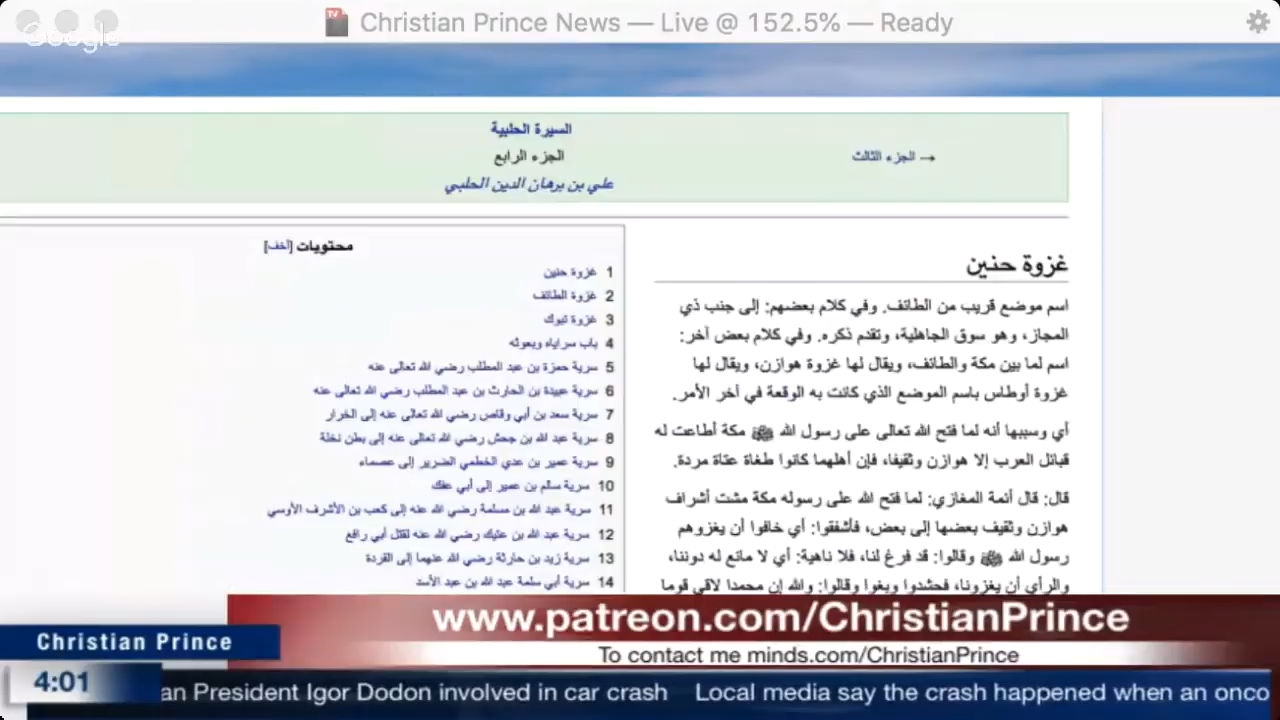 Christian Prince News — Live @ 152.5% — Ready
Google
السيرة الحلبية
→ الجزء الثالث
الجزء الرابع
علي بن برهان الدين الحلبي
غزوة حنين
اسم موضع قريب من الطائف. وفي كلام بعضهم: إلى جنب ذي
المجاز، وهو سوق الجاهلية، وتقدم ذكره. وفي كلام بعض آخر:
اسم لما بين مكة والطائف، ويقال لها غزوة هوازن، ويقال لها
غزوة أوطاس باسم الموضع الذي كانت به الوقعة في آخر الأمر.
أي وسببها أنه لما فتح الله تعالى على رسول الله ﷺ مكة أطاعت له
قبائل العرب إلا هوازن وثقيفا، فإن أهلهما كانوا طغاة عتاة مردة.
قال: قال أئمة المغازي: لما فتح الله على رسوله مكة مشت أشراف
هوازن وثقيف بعضها إلى بعض، فأشفقوا: أي خافوا أن يغزوهم
رسول الله ﷺ وقالوا: قد فرغ لنا، فلا ناهية: أي لا مانع له دوننا،
والرأي أن يغزونا، فحشدوا وبغوا وقالوا: والله إن محمدا لاقى قوما
محتويات [أخف]
1 غزوة حنين
2 غزوة الطائف
3 غزوة تبوك
4 باب سراياه وبعوثه
5 سرية حمزة بن عبد المطلب رضي الله تعالى عنه
6 سرية عبيدة بن الحارث بن عبد المطلب رضي الله تعالى عنه
7 سرية سعد بن أبي وقاص رضي الله تعالى عنه إلى الخرار
8 سرية عبد الله بن جحش رضي الله تعالى عنه إلى بطن نخلة
9 سرية عمير بن عدي الخطمي الضرير إلى عصماء
10 سرية سالم بن عمير إلى أبي عفك
11 سرية عبد الله بن مسلمة رضي الله عنه إلى كعب بن الأشرف الأوسي
12 سرية عبد الله بن عتيك رضي الله عنه لقتل أبي رافع
13 سرية زيد بن حارثة رضي الله عنهما إلى القردة
14 سرية أبي سلمة عبد الله بن عبد الأسد
www.patreon.com/ChristianPrince
Christian Prince
To contact me minds.com/ChristianPrince
4:01
an President Igor Dodon involved in car crash Local media say the crash happened when an onco